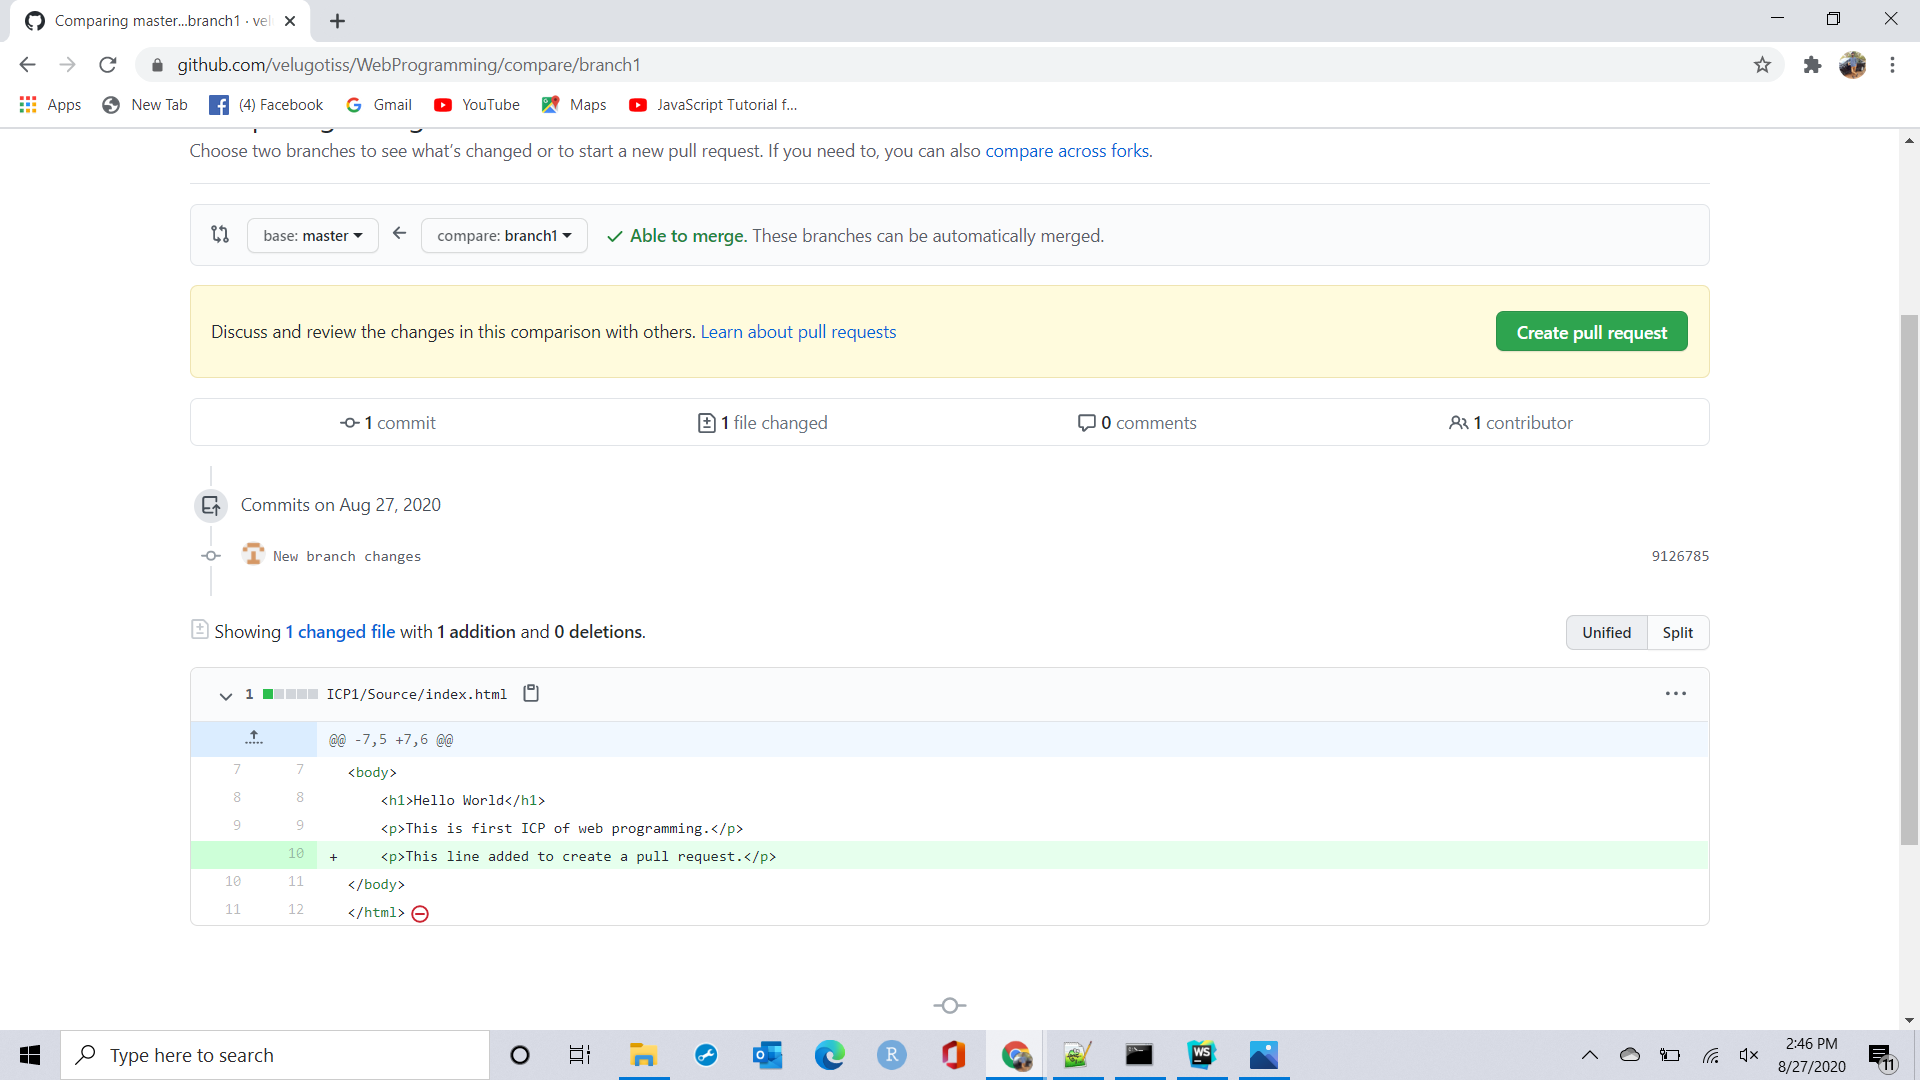 Comparing master...branch1 · vel
github.com/velugotiss/WebProgramming/compare/branch1
Apps New Tab (4) Facebook Gmail YouTube Maps JavaScript Tutorial f...
Choose two branches to see what's changed or to start a new pull request. If you need to, you can also compare across forks.
base: master compare: branch1 Able to merge. These branches can be automatically merged.
Discuss and review the changes in this comparison with others. Learn about pull requests Create pull request
1 commit 1 file changed 0 comments 1 contributor
Commits on Aug 27, 2020
New branch changes 9126785
Showing 1 changed file with 1 addition and 0 deletions. Unified Split
1 ICP1/Source/index.html
@@ -7,5 +7,6 @@
7 7 <body>
8 8 <h1>Hello World</h1>
9 9 <p>This is first ICP of web programming.</p>
10 + <p>This line added to create a pull request.</p>
10 11 </body>
11 12 </html>
Type here to search R WS 2:46 PM
8/27/2020 11